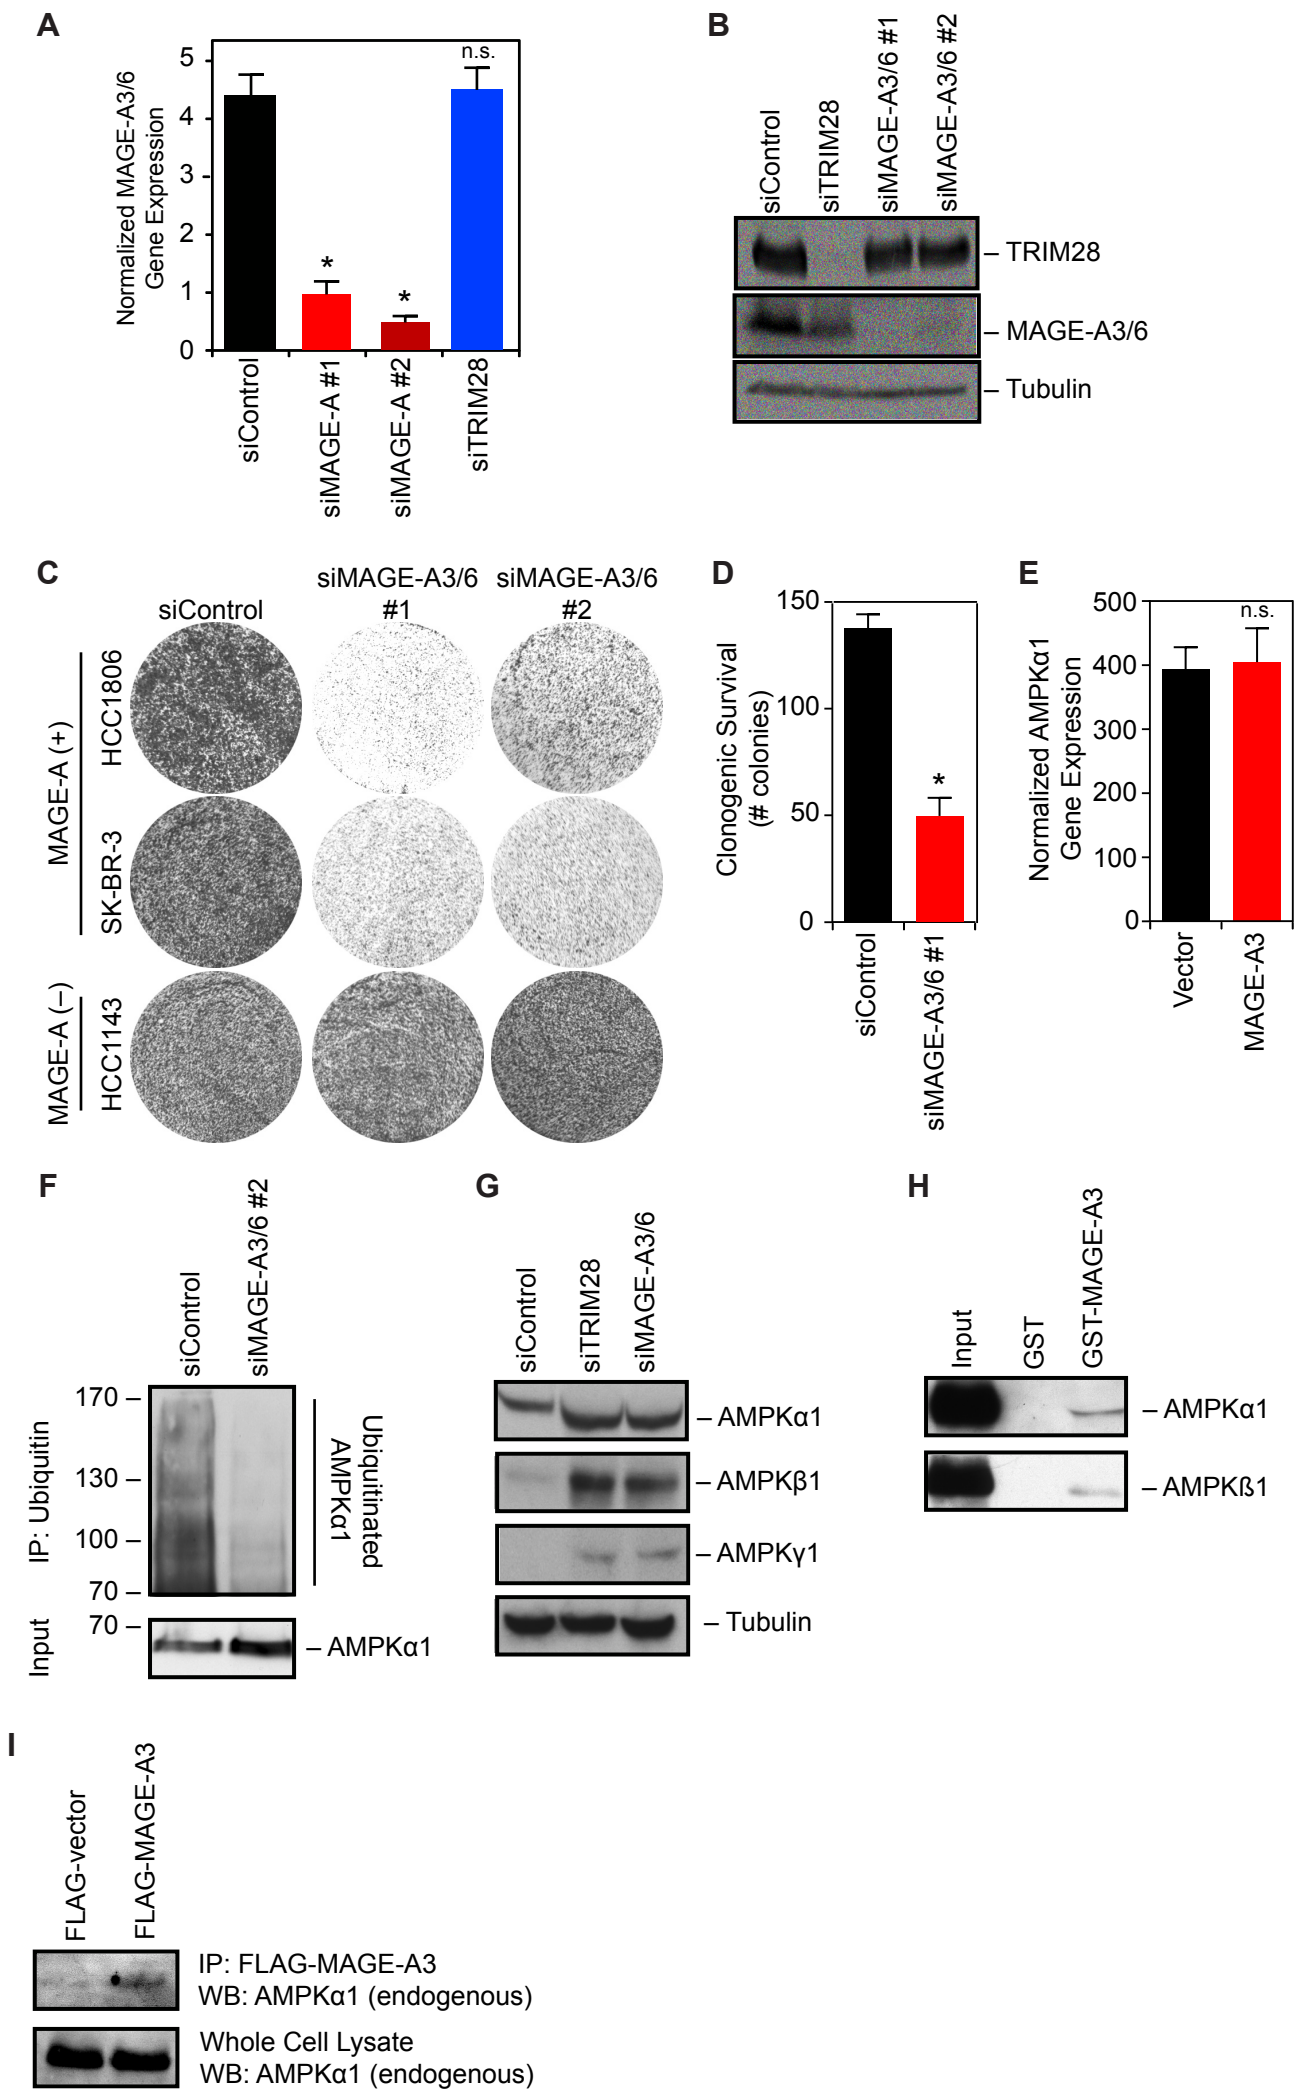 A
Normalized MAGE-A3/6
Gene Expression
5
4
3
2
1
0
*
*
n.s.
siControl
siMAGE-A #1
siMAGE-A #2
siTRIM28
B
siControl
siTRIM28
siMAGE-A3/6 #1
siMAGE-A3/6 #2
– TRIM28
– MAGE-A3/6
– Tubulin
C
siControl
siMAGE-A3/6
#1
siMAGE-A3/6
#2
MAGE-A (+)
HCC1806
SK-BR-3
MAGE-A (–)
HCC1143
D
Clonogenic Survival
(# colonies)
150
100
50
0
*
siControl
siMAGE-A3/6 #1
E
Normalized AMPKα1
Gene Expression
500
400
300
200
100
0
n.s.
Vector
MAGE-A3
F
siControl
siMAGE-A3/6 #2
IP: Ubiquitin
170 –
130 –
100 –
70 –
Ubiquitinated
AMPKα1
Input
70 –
– AMPKα1
G
siControl
siTRIM28
siMAGE-A3/6
– AMPKα1
– AMPKβ1
– AMPKγ1
– Tubulin
H
Input
GST
GST-MAGE-A3
– AMPKα1
– AMPKß1
I
FLAG-vector
FLAG-MAGE-A3
IP: FLAG-MAGE-A3
WB: AMPKα1 (endogenous)
Whole Cell Lysate
WB: AMPKα1 (endogenous)